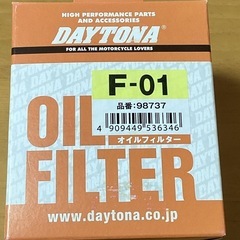 HIGH PERFORMANCE PARTS
AND ACCESSORIES
DAYTONA
FOR ALL THE MOTORCYCLE LOVERS
F-01
品番:98737
4 909449 536346
オイルフィルター
OIL
FILTER
www.daytona.co.jp